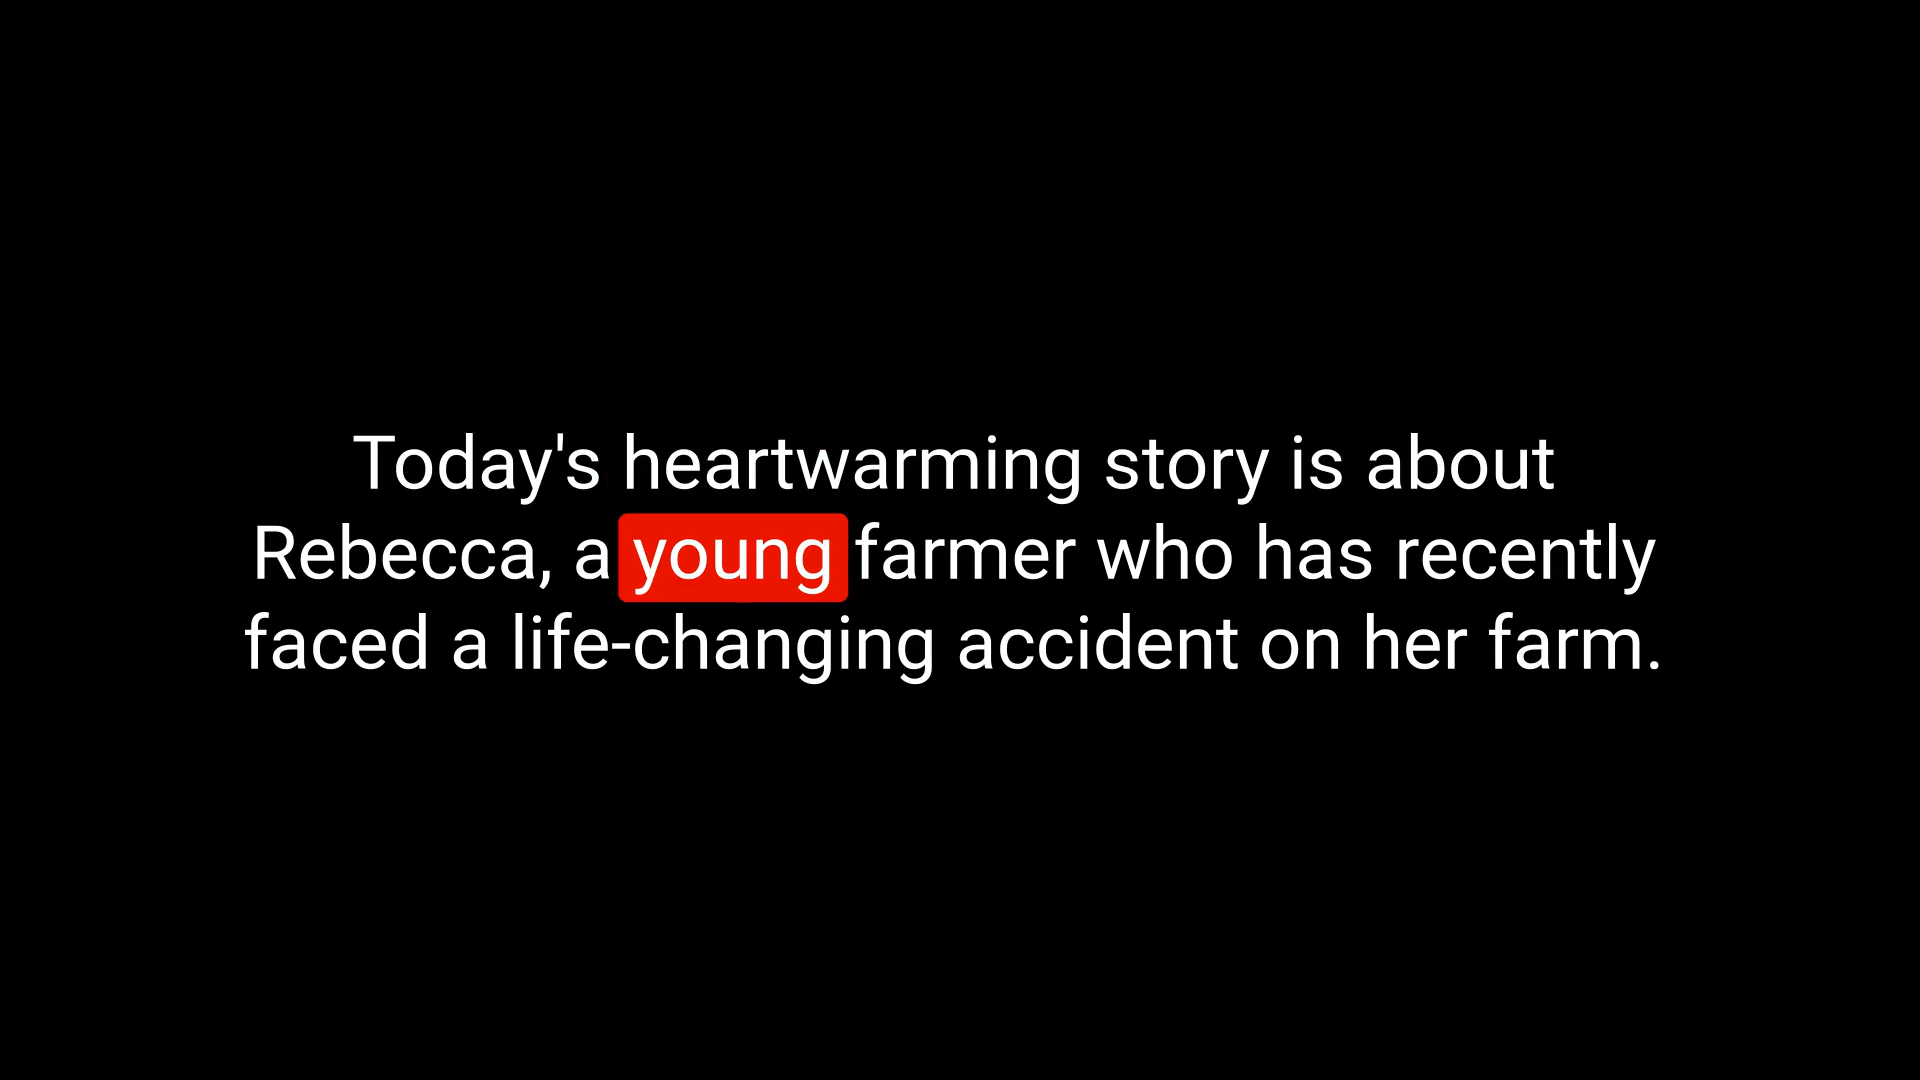 Today's heartwarming story is about
Rebecca, a young farmer who has recently
faced a life-changing accident on her farm.